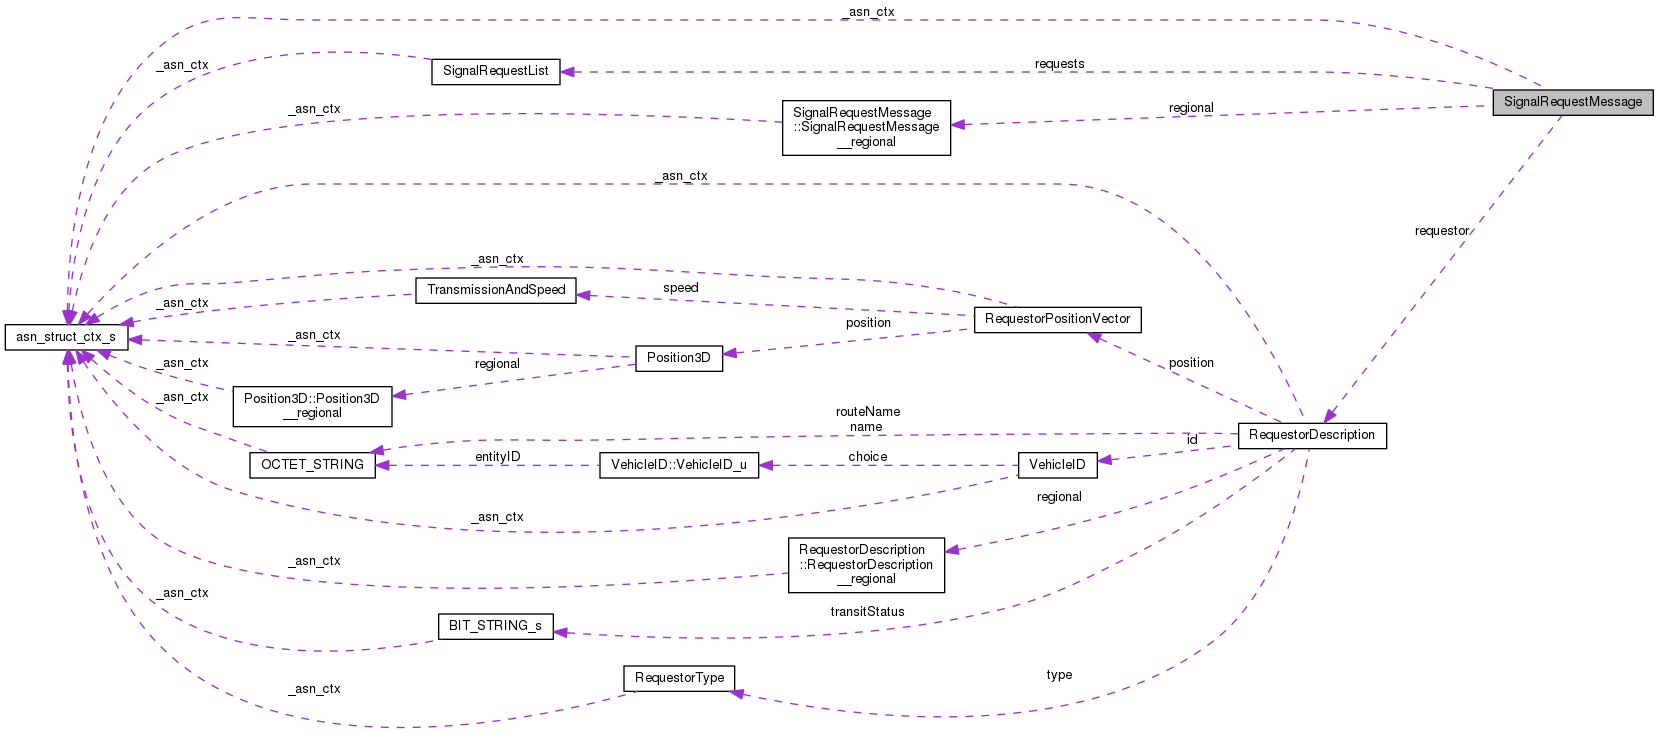 _asn_ctx
SignalRequestList
_asn_ctx
requests
SignalRequestMessage
_asn_ctx
SignalRequestMessage
::SignalRequestMessage
__regional
regional
_asn_ctx
requestor
_asn_ctx
TransmissionAndSpeed
speed
_asn_ctx
RequestorPositionVector
position
asn_struct_ctx_s
_asn_ctx
Position3D
regional
_asn_ctx
position
Position3D::Position3D
__regional
_asn_ctx
routeName
name
RequestorDescription
id
OCTET_STRING
entityID
VehicleID::VehicleID_u
choice
VehicleID
regional
_asn_ctx
RequestorDescription
::RequestorDescription
__regional
_asn_ctx
_asn_ctx
transitStatus
BIT_STRING_s
RequestorType
type
_asn_ctx